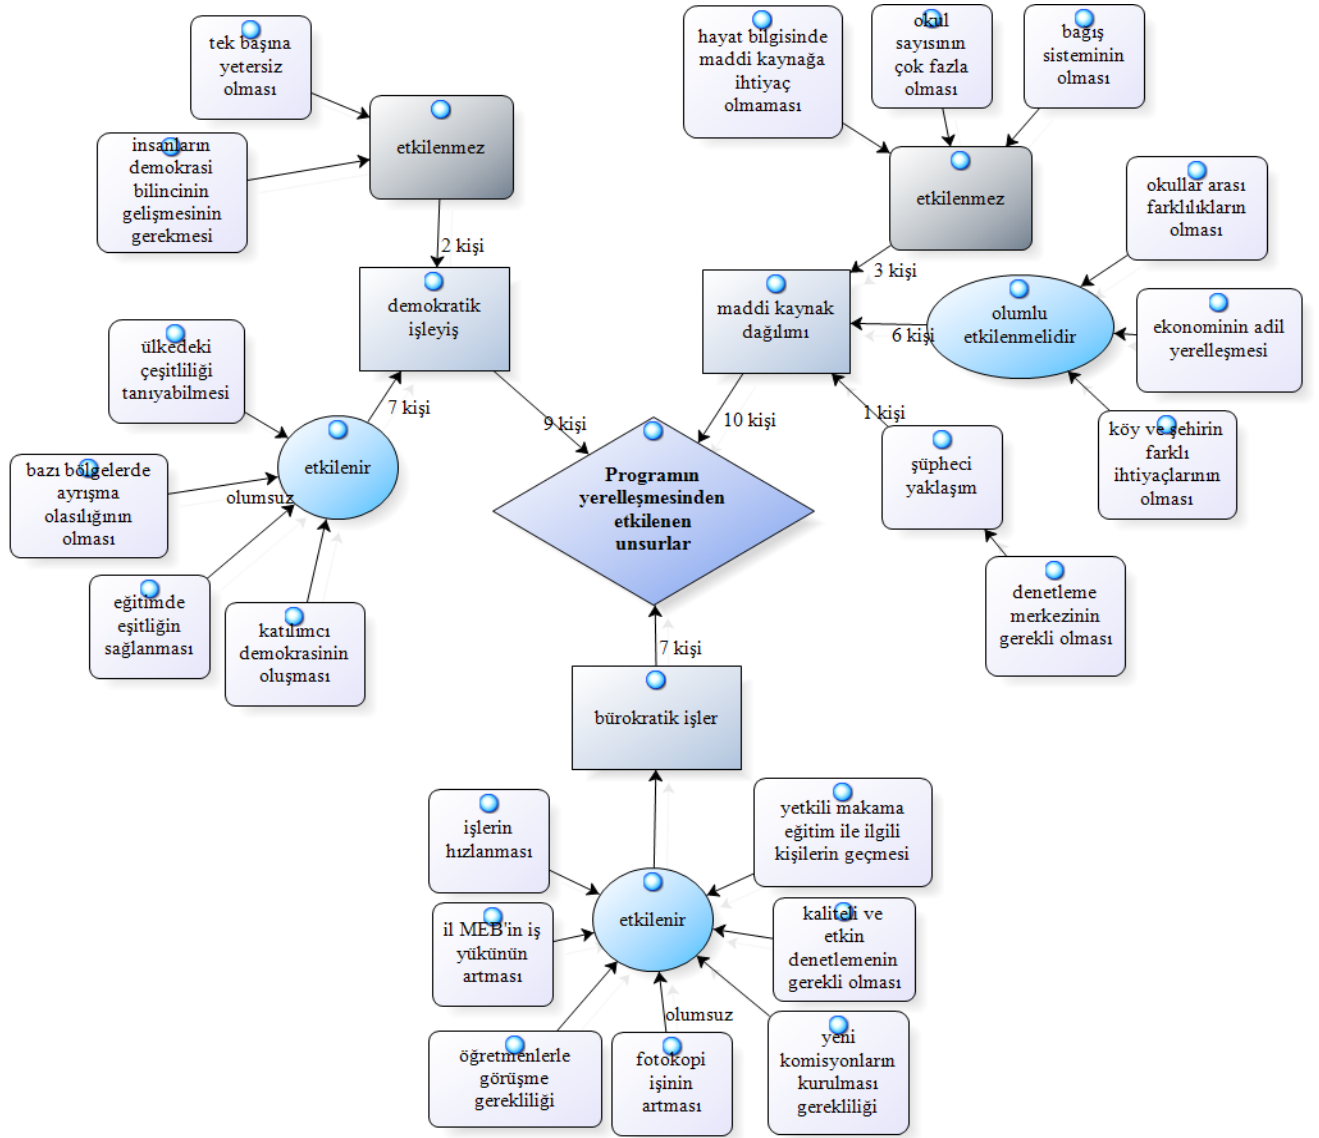 tek başına
yetersiz
olması
insanların
demokrasi
bilincinin
gelişmesinin
gerekmesi
etkilenmez
2 kişi
demokratik
işleyiş
ülkedeki
çeşitliliği
tanıyabilmesi
7 kişi
etkilenir
bazı bölgelerde
ayrışma
olasılığının
olması
olumsuz
eğitimde
eşitliğin
sağlanması
katılımcı
demokrasinin
oluşması
9 kişi
hayat bilgisinde
maddi kaynağa
ihtiyaç
olmaması
okul
sayısının
çok fazla
olması
bağış
sisteminin
olması
etkilenmez
3 kişi
okullar arası
farklılıkların
olması
maddi kaynak
dağılımı
6 kişi
olumlu
etkilenmelidir
ekonominin adil
yerelleşmesi
köy ve şehirin
farklı
ihtiyaçlarının
olması
10 kişi
1 kişi
şüpheci
yaklaşım
denetleme
merkezinin
gerekli olması
Programın
yerelleşmesinden
etkilenen
unsurlar
7 kişi
bürokratik işler
işlerin
hızlanması
yetkili makama
eğitim ile ilgili
kişilerin geçmesi
etkilenir
il MEB'in iş
yükünün
artması
kaliteli ve
etkin
denetlemenin
gerekli olması
öğretmenlerle
görüşme
gerekliliği
olumsuz
fotokopi
işinin
artması
yeni
komisyonların
kurulması
gerekliliği